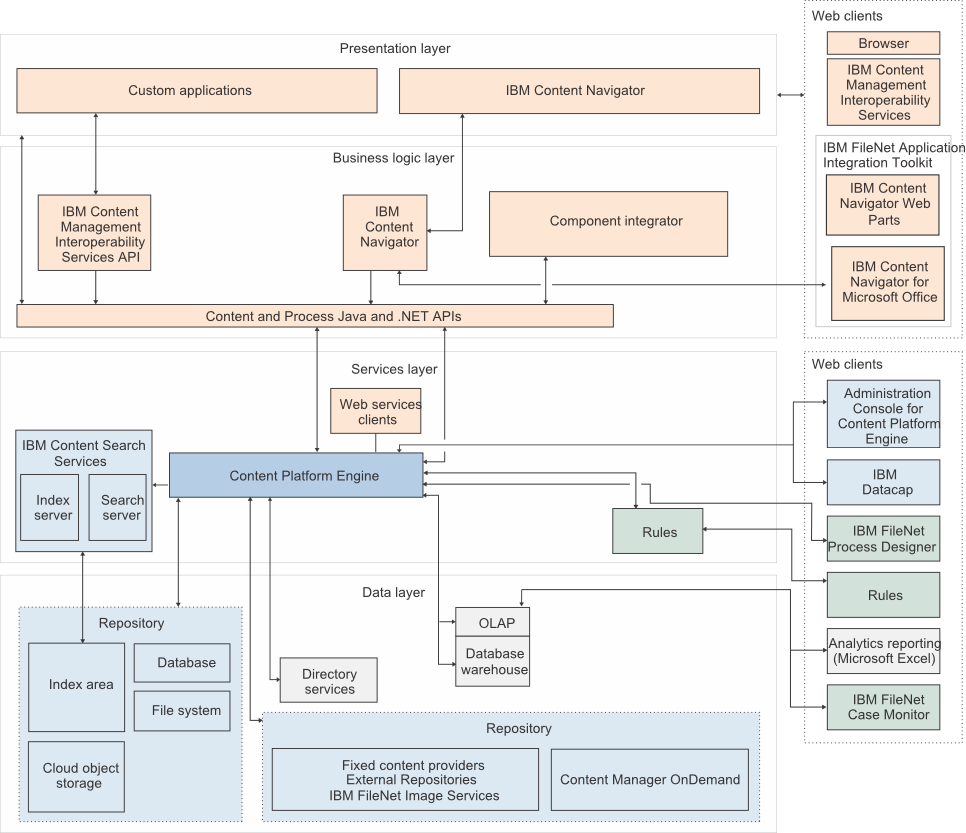 Presentation layer
Custom applications
IBM Content Navigator
Business logic layer
IBM Content
Management
Interoperability
Services API
IBM
Content
Navigator
Component integrator
Content and Process Java and .NET APIs
Web clients
Browser
IBM Content
Management
Interoperability
Services
IBM FileNet Application
Integration Toolkit
IBM Content
Navigator Web
Parts
IBM Content
Navigator for
Microsoft Office
Services layer
Web services
clients
IBM Content Search
Services
Index
server
Search
server
Content Platform Engine
Rules
Web clients
Administration
Console for
Content Platform
Engine
IBM
Datacap
IBM FileNet
Process Designer
Rules
Analytics reporting
(Microsoft Excel)
IBM FileNet
Case Monitor
Data layer
Repository
Index area
Database
File system
Cloud object
storage
Directory
services
OLAP
Database
warehouse
Repository
Fixed content providers
External Repositories
IBM FileNet Image Services
Content Manager OnDemand